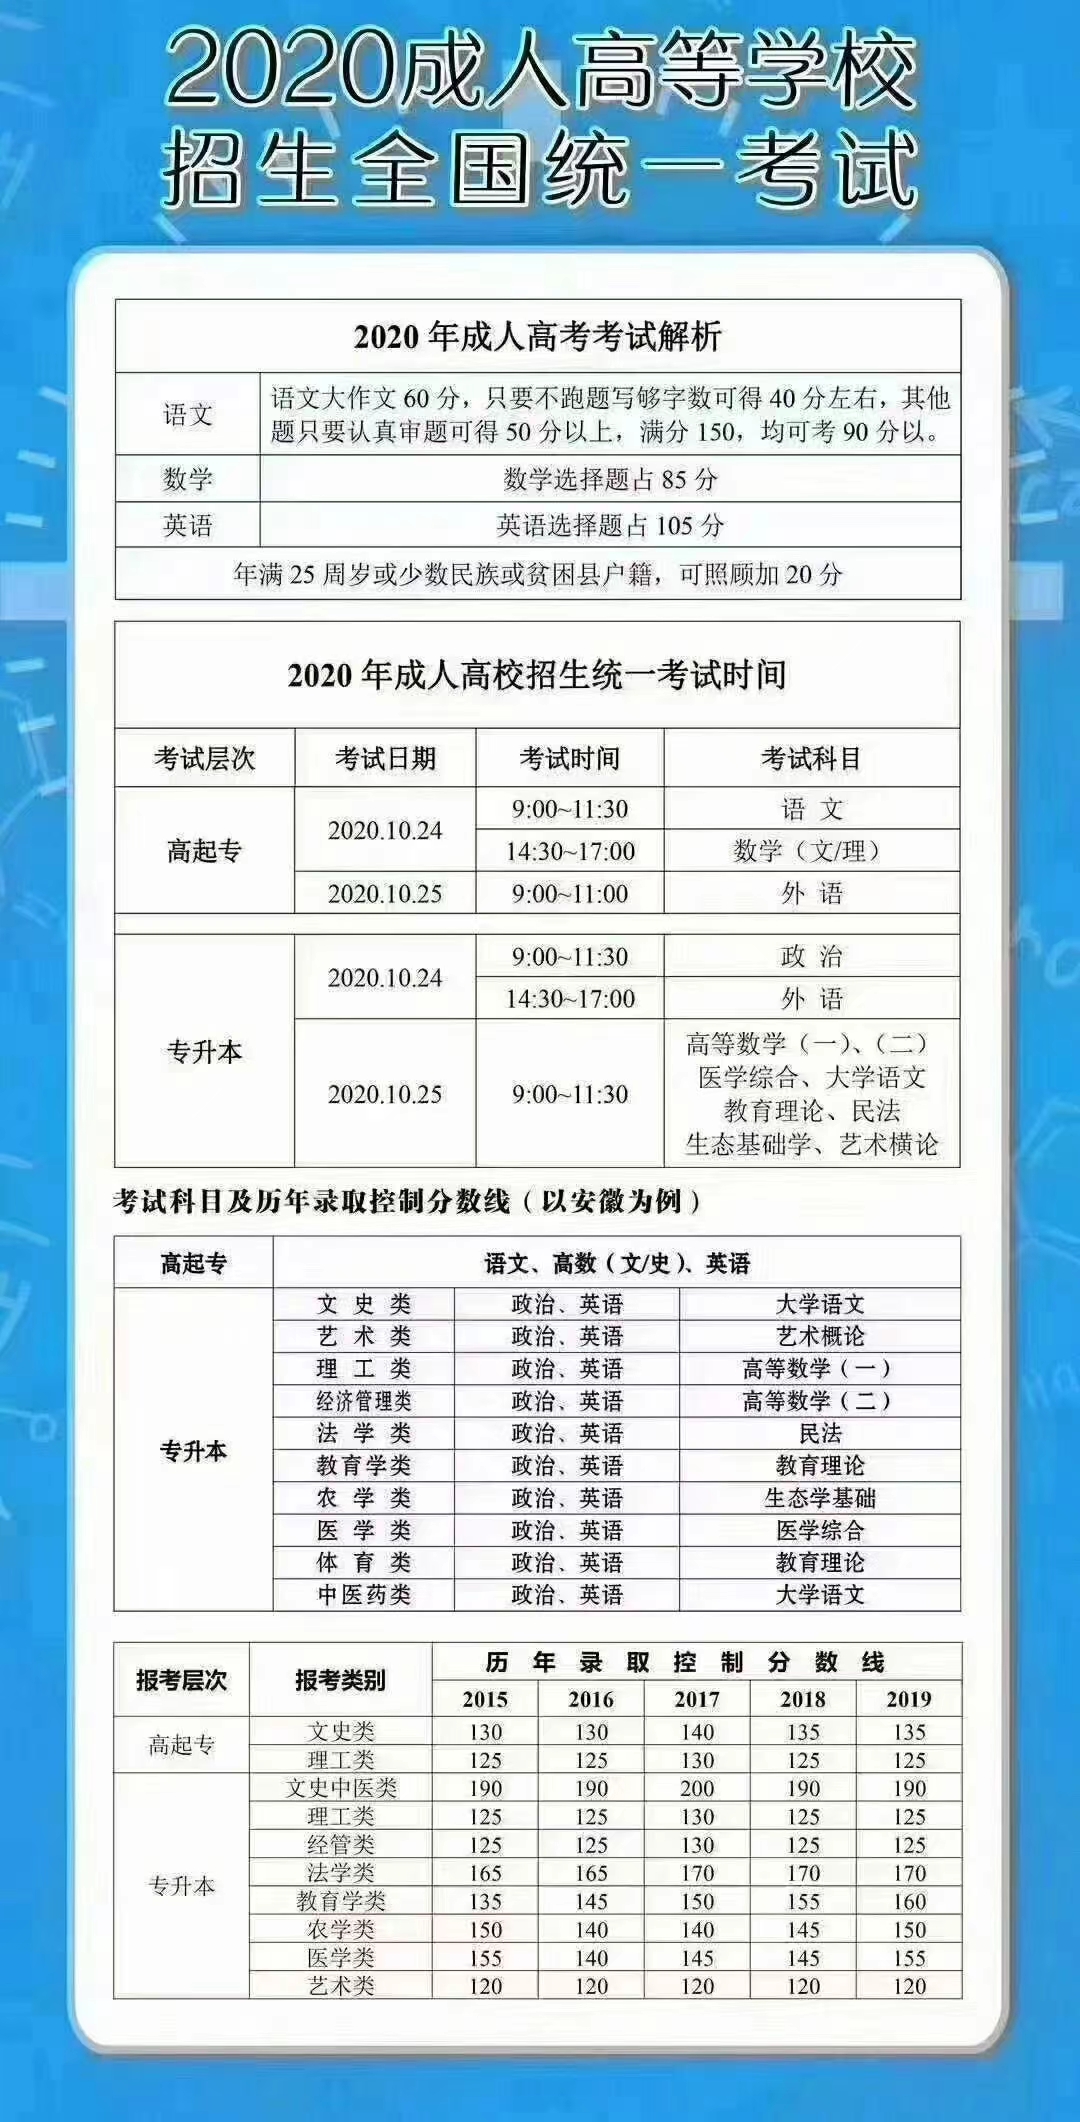 2020成人高等学校
招生全国统一考试
2020 年成人高考考试解析
语文
语文大作文 60 分，只要不跑题写够字数可得 40 分左右，其他
题只要认真审题可得 50 分以上，满分 150，均可考 90 分以。
数学 数学选择题占 85 分
英语 英语选择题占 105 分
年满 25 周岁或少数民族或贫困县户籍，可照顾加 20 分
2020 年成人高校招生统一考试时间
考试层次 考试日期 考试时间 考试科目
高起专
2020.10.24
9:00~11:30 语 文
14:30~17:00 数学（文/理）
2020.10.25 9:00~11:00 外 语
专升本
2020.10.24
9:00~11:30 政 治
14:30~17:00 外 语
2020.10.25 9:00~11:30
高等数学（一）、（二）
医学综合、大学语文
教育理论、民法
生态基础学、艺术横论
考试科目及历年录取控制分数线（以安徽为例）
高起专 语文、高数（文/史）、英语
专升本
文 史 类 政治、英语 大学语文
艺 术 类 政治、英语 艺术概论
理 工 类 政治、英语 高等数学（一）
经济管理类 政治、英语 高等数学（二）
法 学 类 政治、英语 民法
教育学类 政治、英语 教育理论
农 学 类 政治、英语 生态学基础
医 学 类 政治、英语 医学综合
体 育 类 政治、英语 教育理论
中医药类 政治、英语 大学语文
报考层次 报考类别 历 年 录 取 控 制 分 数 线
2015 2016 2017 2018 2019
高起专
文史类 130 130 140 135 135
理工类 125 125 130 125 125
专升本
文史中医类 190 190 200 190 190
理工类 125 125 130 125 125
经管类 125 125 130 125 125
法学类 165 165 170 170 170
教育学类 135 145 150 155 160
农学类 150 140 140 145 150
医学类 155 140 145 145 155
艺术类 120 120 120 120 120